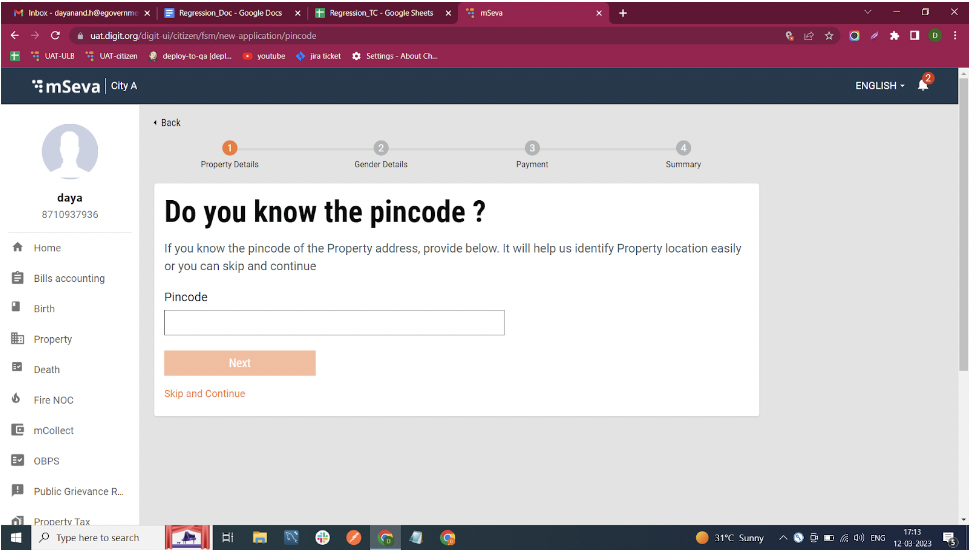 Inbox - dayanand.h@egovernme
Regression_Doc - Google Docs
Regression_TC - Google Sheets
mSeva
uat.digit.org/digit-ui/citizen/fsm/new-application/pincode
D
UAT-ULB
UAT-citizen
deploy-to-qa [depl...
youtube
jira ticket
Settings - About Ch...
mSeva
City A
ENGLISH
2
Back
1
2
3
4
Property Details
Gender Details
Payment
Summary
daya
8710937936
Home
Bills accounting
Birth
Property
Death
Fire NOC
mCollect
OBPS
Public Grievance R...
Property Tax
Do you know the pincode ?
If you know the pincode of the Property address, provide below. It will help us identify Property location easily
or you can skip and continue
Pincode
Next
Skip and Continue
Type here to search
31°C Sunny
ENG
17:13
12-03-2023
5